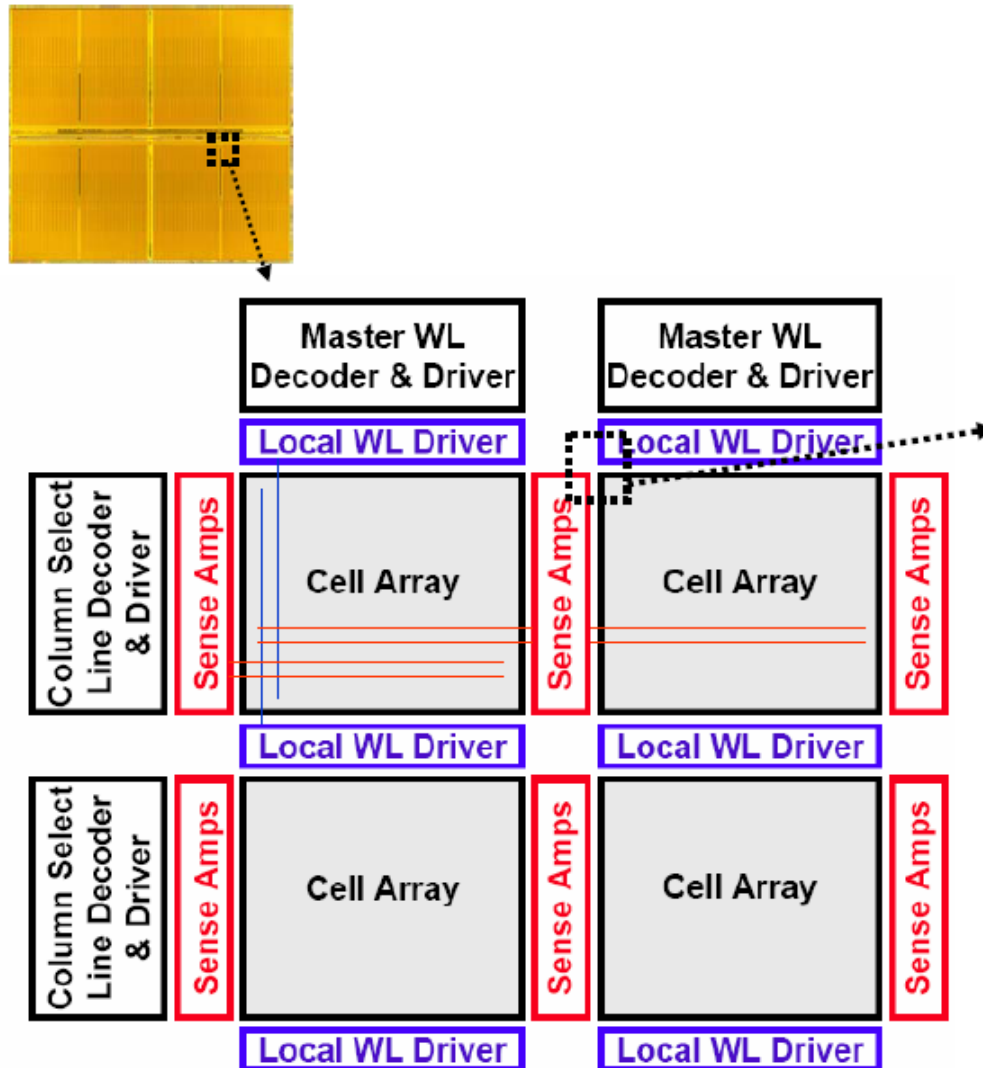 Master WL
Decoder & Driver
Master WL
Decoder & Driver
Local WL Driver
Local WL Driver
Column Select
Line Decoder
& Driver
Sense Amps
Cell Array
Sense Amps
Cell Array
Sense Amps
Local WL Driver
Local WL Driver
Column Select
Line Decoder
& Driver
Sense Amps
Cell Array
Sense Amps
Cell Array
Sense Amps
Local WL Driver
Local WL Driver